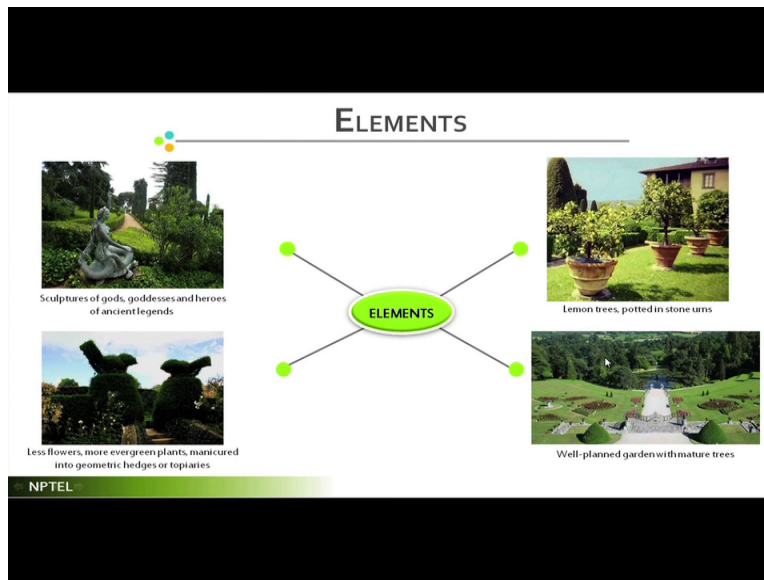 ELEMENTS
Sculptures of gods, goddesses and heroes
of ancient legends
Lemon trees, potted in stone urns
ELEMENTS
Less flowers, more evergreen plants, manicured
into geometric hedges or topiaries
Well-planned garden with mature trees
NPTEL